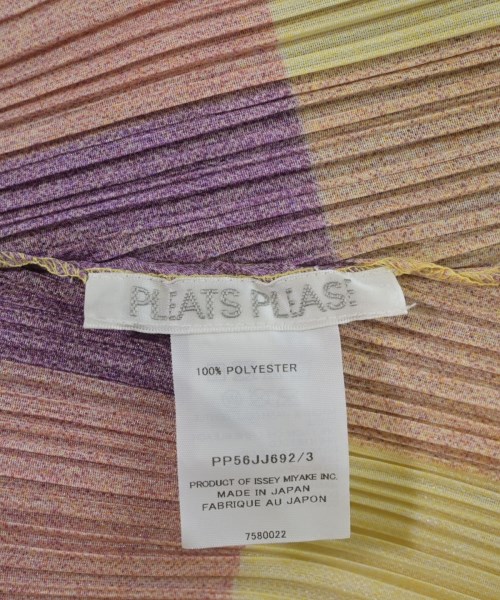 PLEATS PLEASE
100% POLYESTER
PP56JJ692/3
PRODUCT OF ISSEY MIYAKE INC.
MADE IN JAPAN
FABRIQUE AU JAPON
7580022